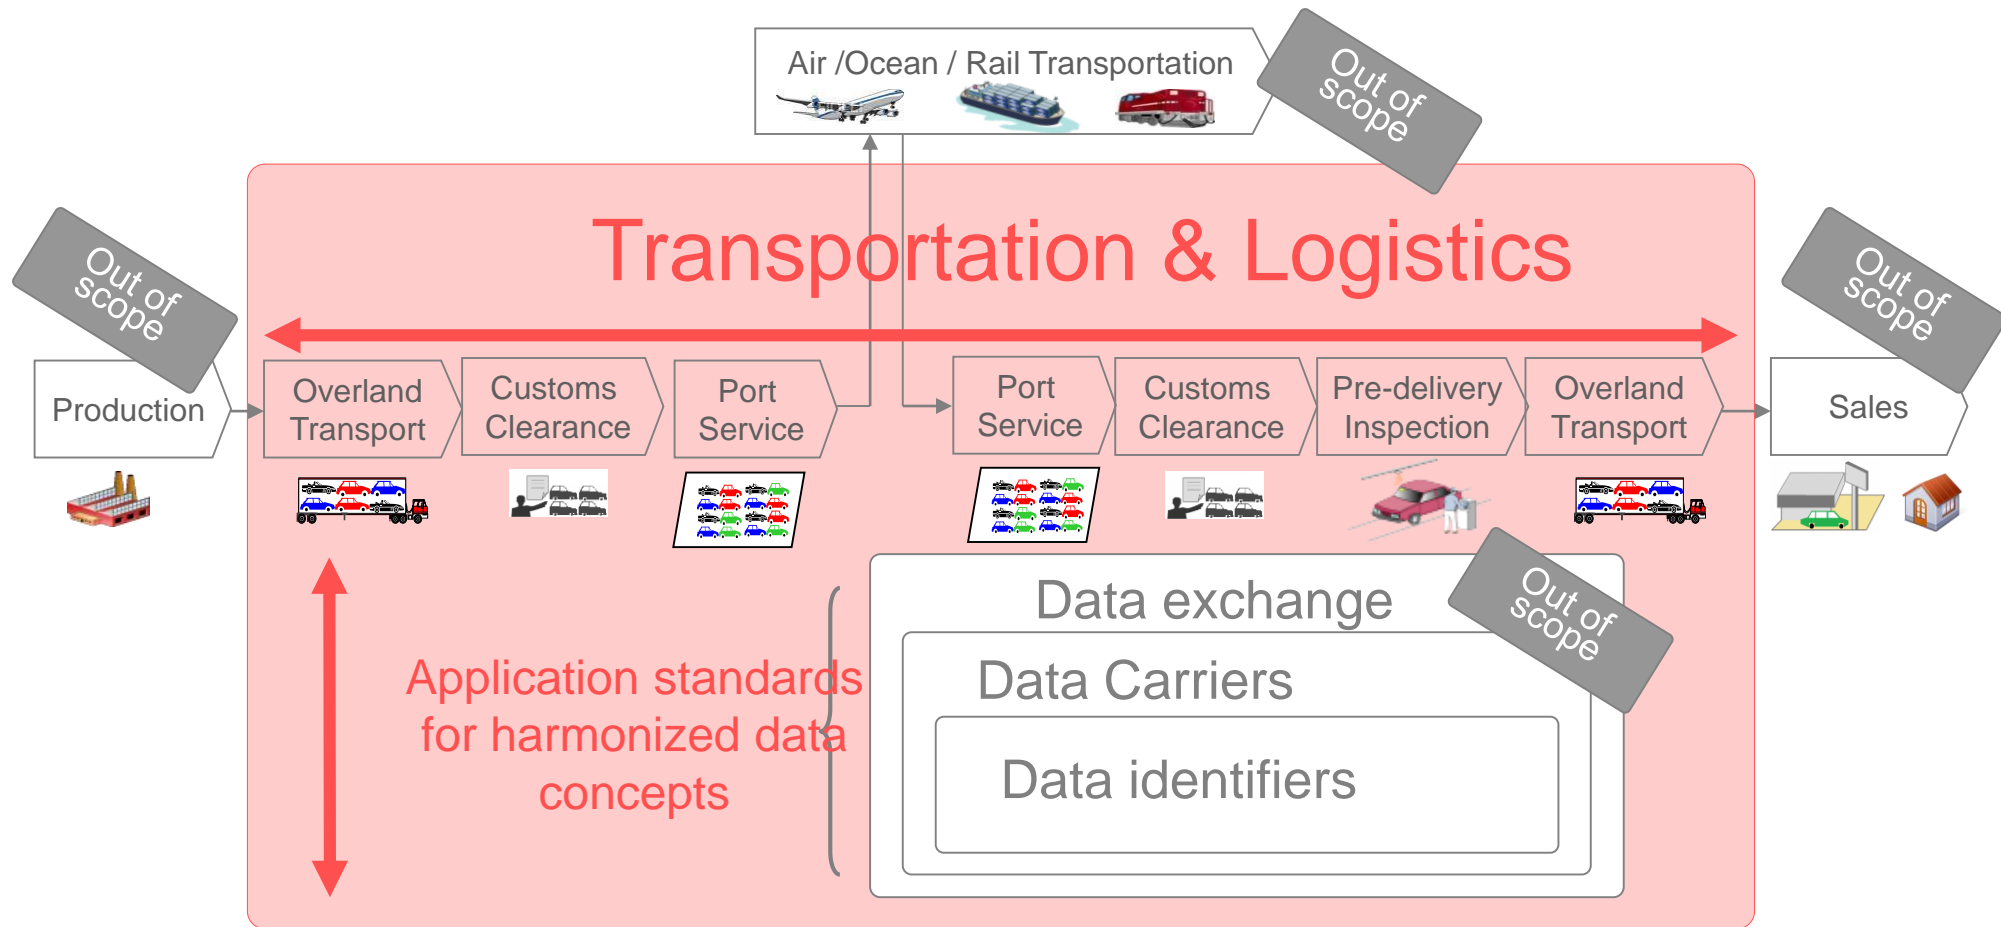 Air /Ocean / Rail Transportation
Out of
scope
Transportation & Logistics
Out of
scope
Out of
scope
Production
Overland
Transport
Customs
Clearance
Port
Service
Port
Service
Customs
Clearance
Pre-delivery
Inspection
Overland
Transport
Sales
Application standards
for harmonized data
concepts
Data exchange
Out of
scope
Data Carriers
Data identifiers